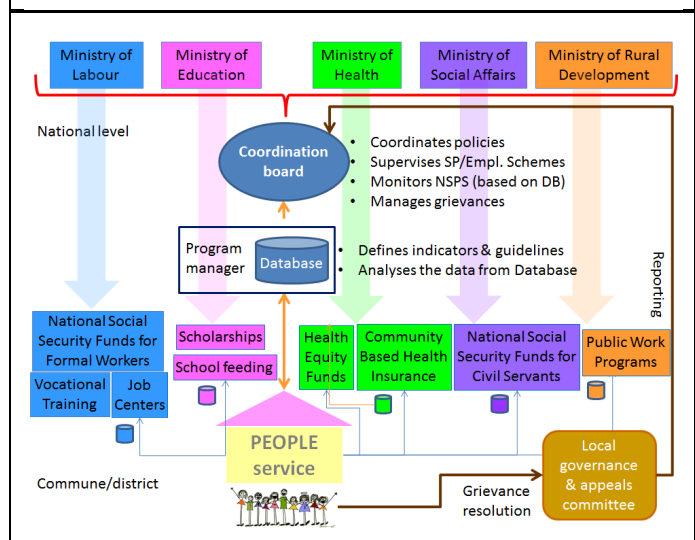 Ministry of
Labour
Ministry of
Education
Ministry of
Health
Ministry of
Social Affairs
Ministry of Rural
Development
National level
Coordination
board
• Coordinates policies
• Supervises SP/Empl. Schemes
• Monitors NSPS (based on DB)
• Manages grievances
Program
manager
Database
• Defines indicators & guidelines
• Analyses the data from Database
Reporting
National Social
Security Funds for
Formal Workers
Vocational
Training
Job
Centers
Scholarships
School feeding
Health
Equity
Funds
Community
Based Health
Insurance
National Social
Security Funds for
Civil Servants
Public Work
Programs
PEOPLE
service
Commune/district
Grievance
resolution
Local
governance
& appeals
committee